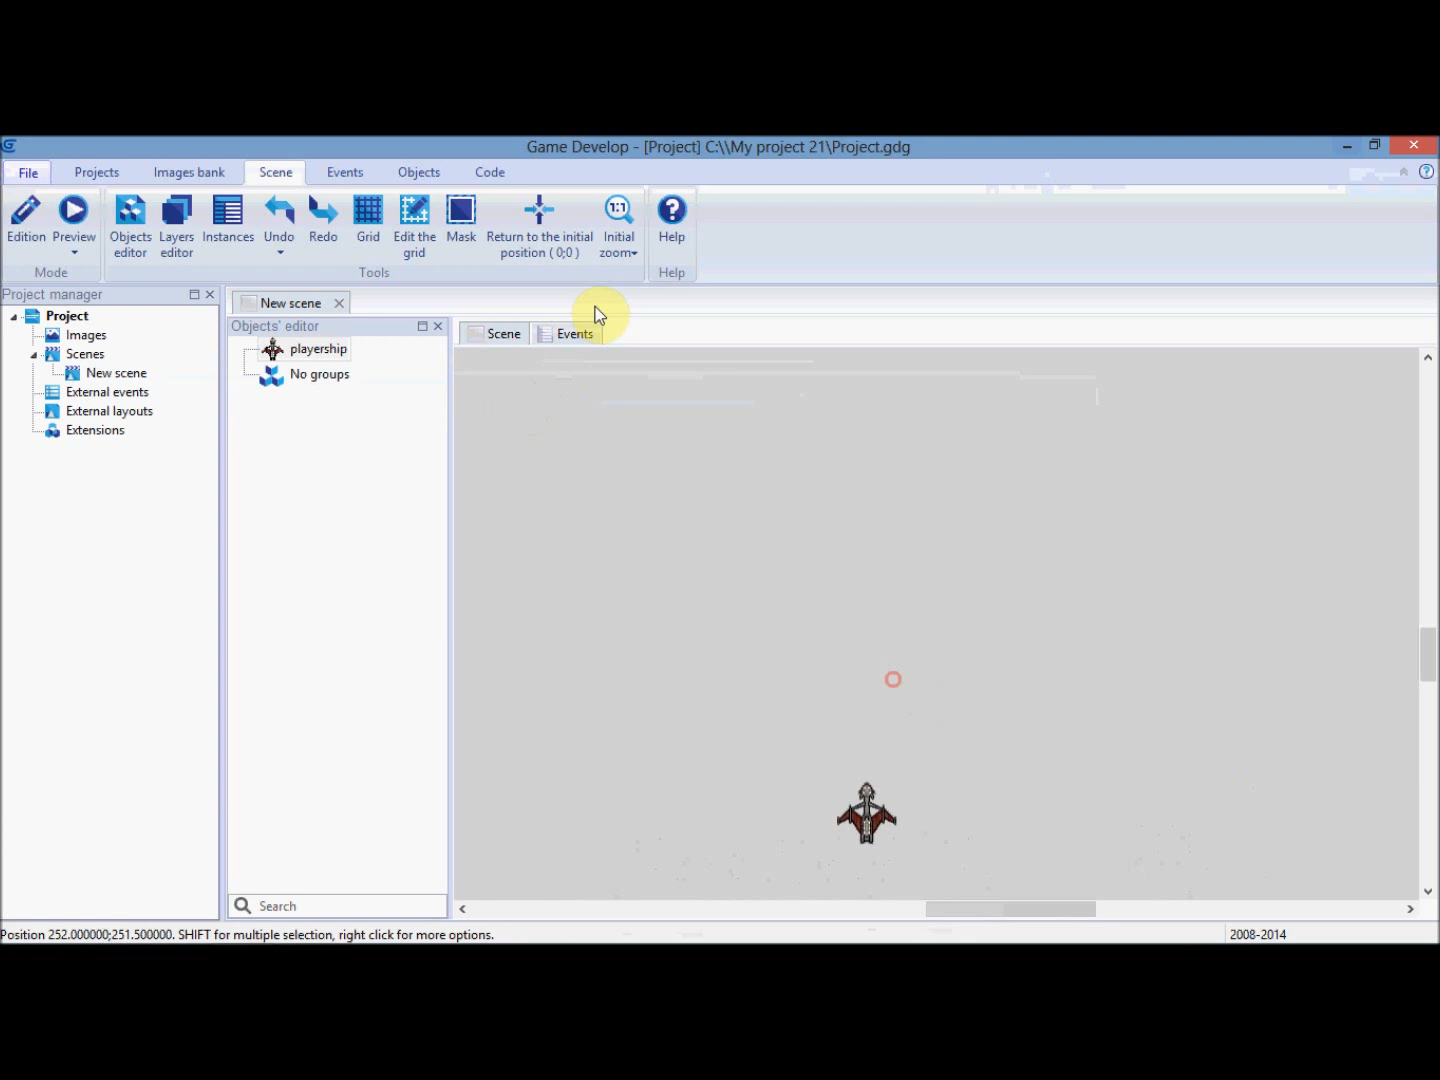 Game Develop - [Project] C:\\My project 21\Project.gdg
File Projects Images bank Scene Events Objects Code
Edition Preview Objects editor Layers editor Instances Undo Redo Grid Edit the grid Mask Return to the initial position ( 0;0 ) Initial zoom Help
Mode Tools Help
Project manager
Project
Images
Scenes
New scene
External events
External layouts
Extensions
New scene
Objects' editor
playership
No groups
Search
Scene Events
1:1
Position 252.000000;251.500000. SHIFT for multiple selection, right click for more options.
2008-2014